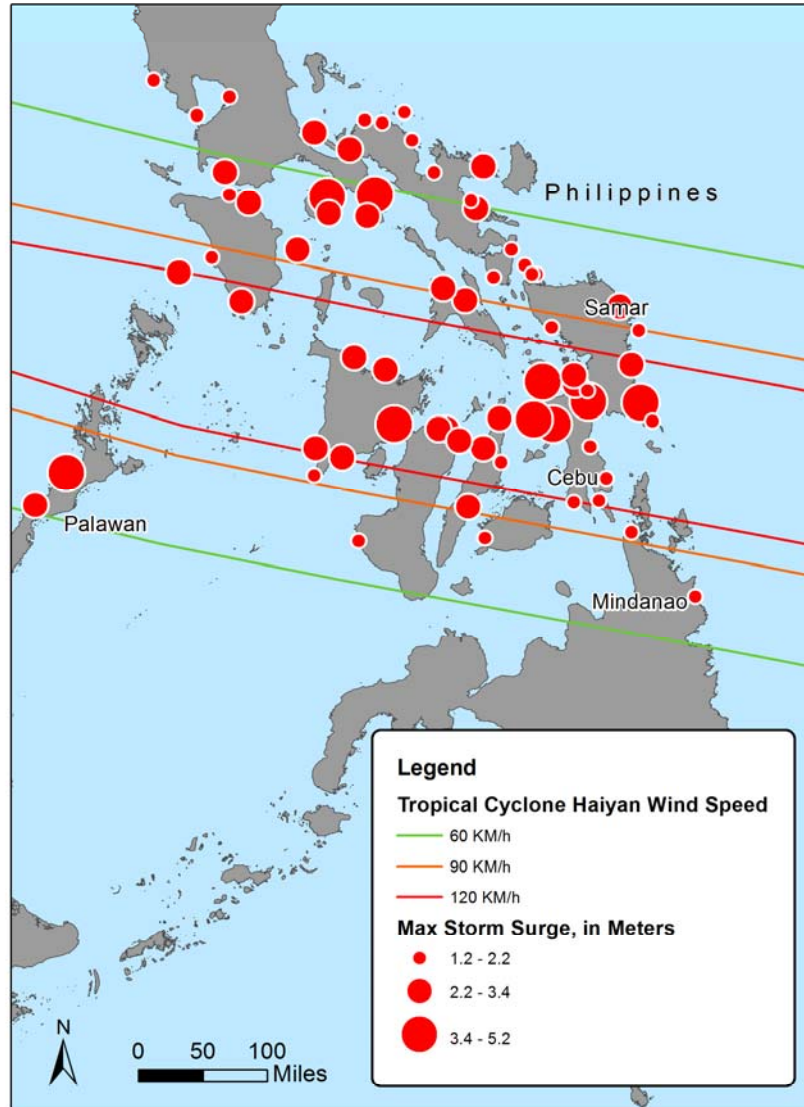 Philippines
Samar
Cebu
Palawan
Mindanao
Legend
Tropical Cyclone Haiyan Wind Speed
60 KM/h
90 KM/h
120 KM/h
Max Storm Surge, in Meters
1.2 - 2.2
2.2 - 3.4
3.4 - 5.2
N
0 50 100
Miles